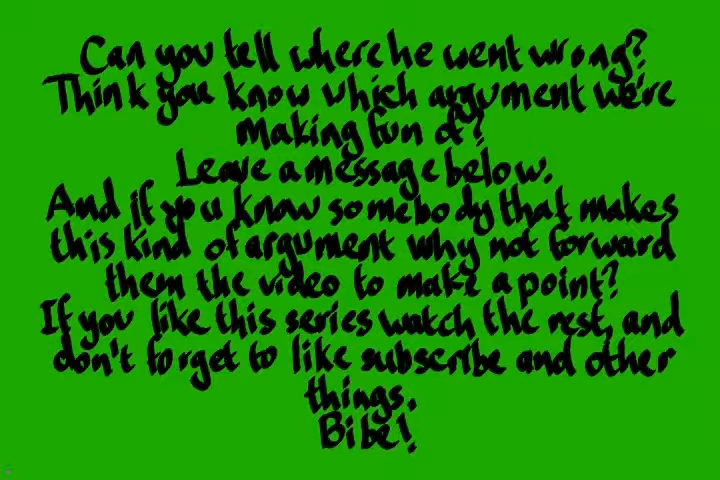 Can you tell where he went wrong?
Think you know which argument we're
making fun of?
Leave a message below.
And if you know somebody that makes
this kind of argument why not forward
them the video to make a point?
If you like this series watch the rest, and
don't forget to like subscribe and other
things.
Bibe!